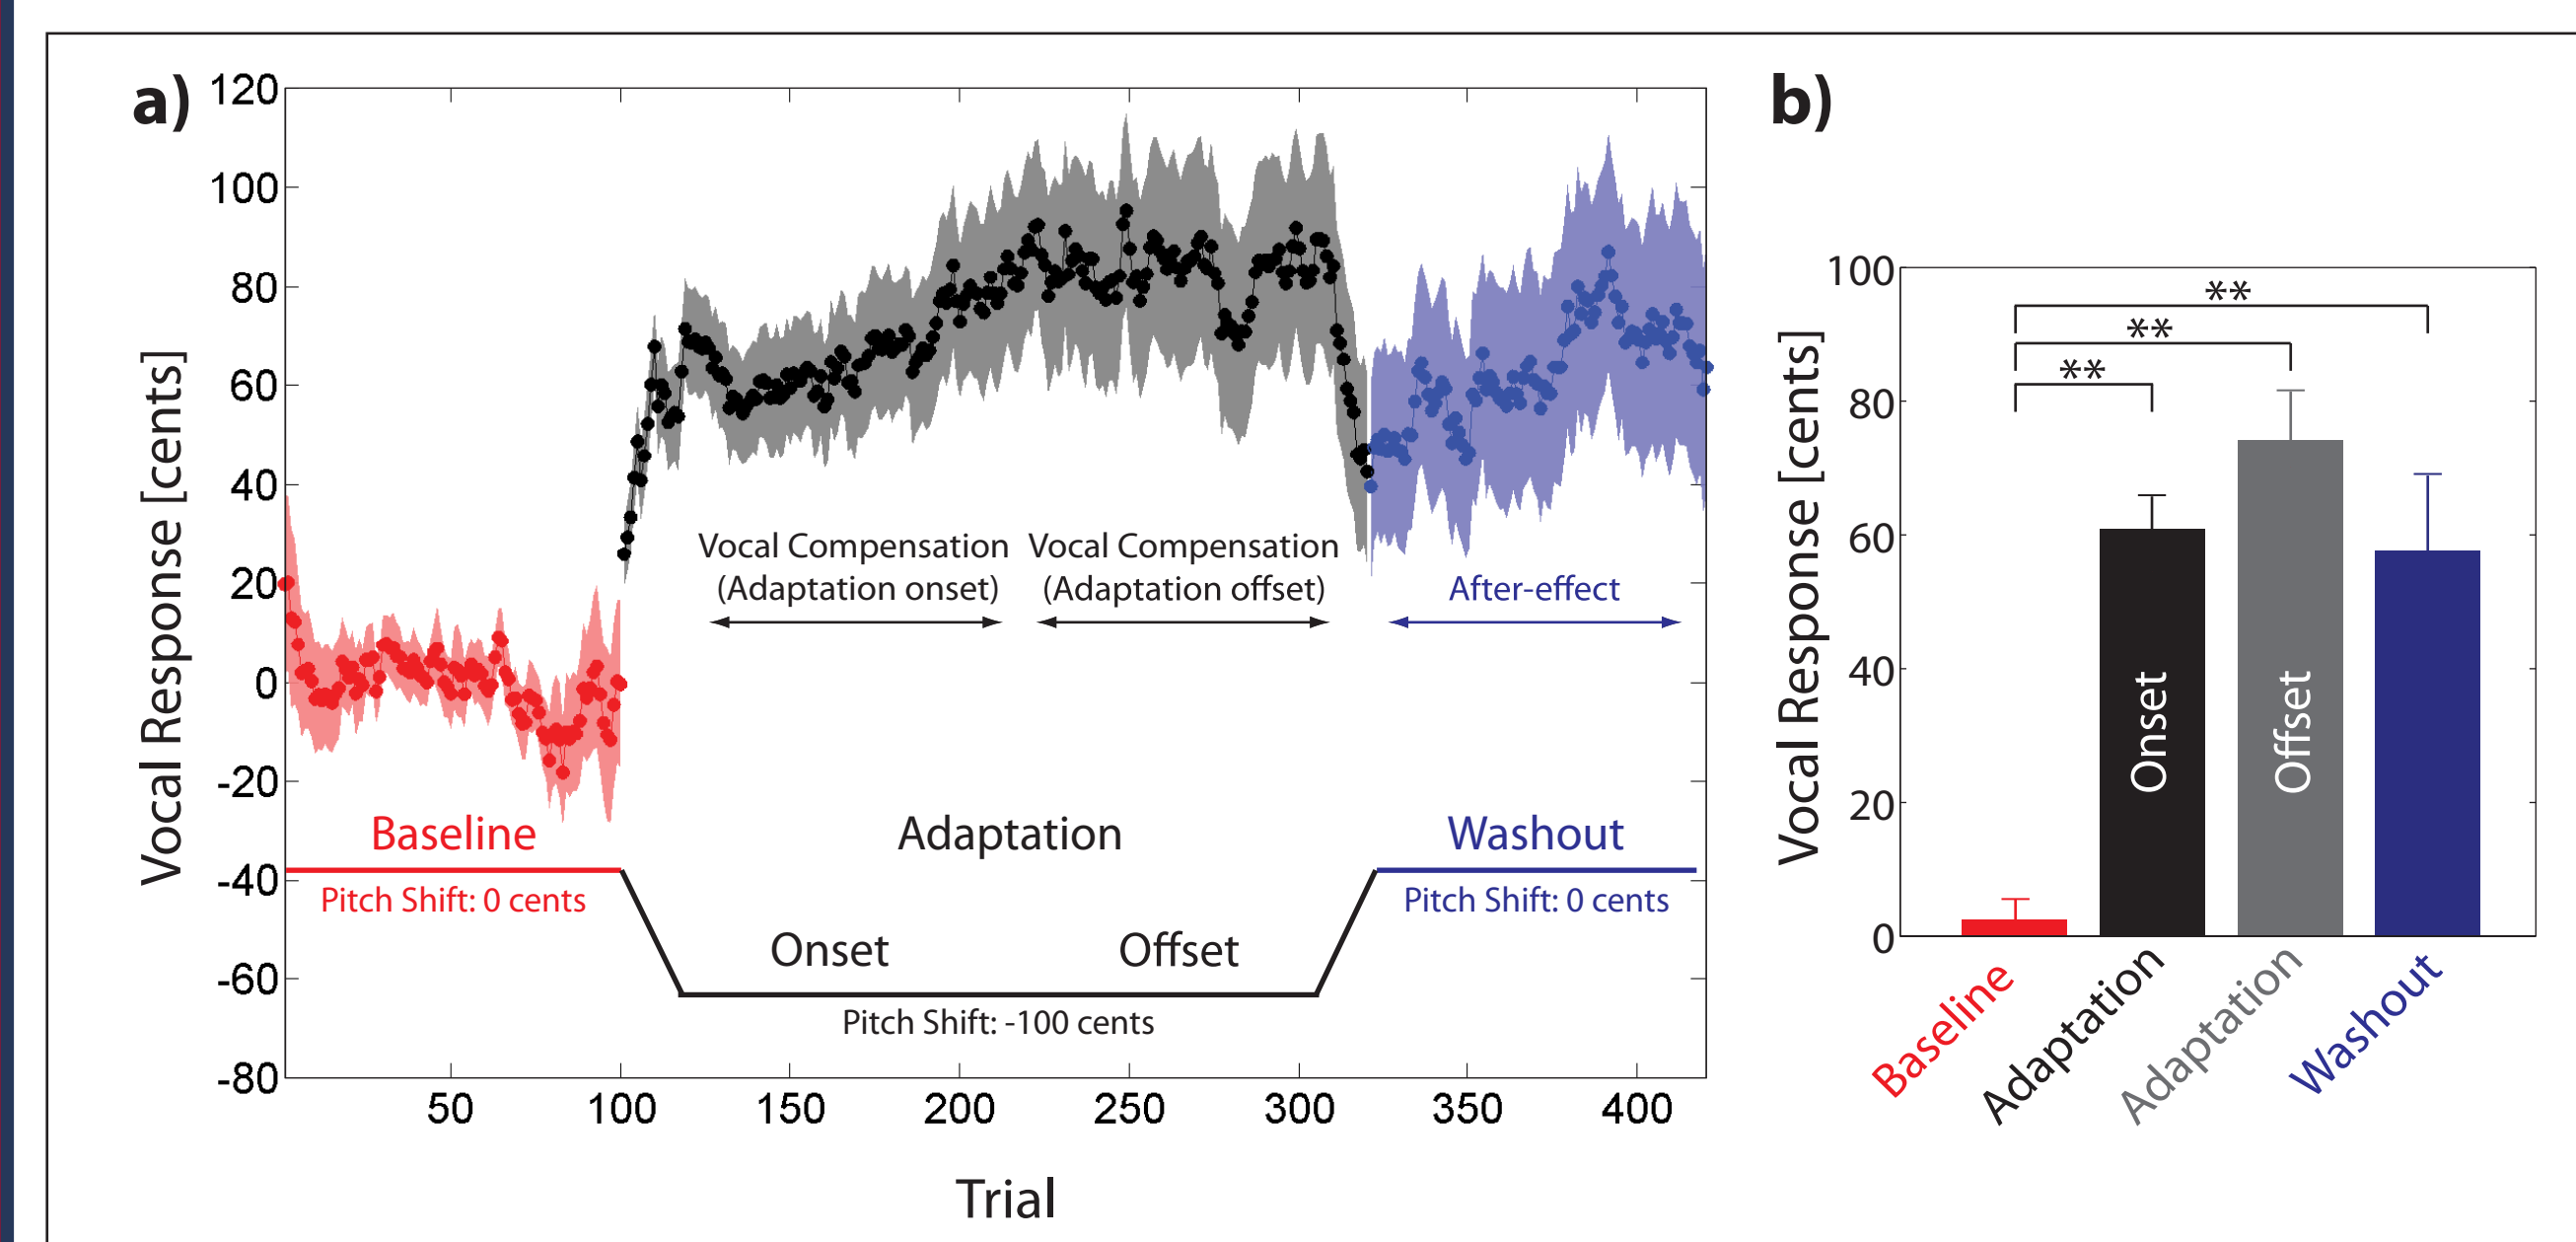 a)
120
100
80
60
40
20
0
-20
-40
-60
-80
Vocal Response [cents]
Vocal Compensation
(Adaptation onset)
Vocal Compensation
(Adaptation offset)
After-effect
Baseline
Adaptation
Washout
Pitch Shift: 0 cents
Pitch Shift: 0 cents
Onset
Offset
Pitch Shift: -100 cents
50
100
150
200
250
300
350
400
Trial
b)
100
80
60
40
20
0
Vocal Response [cents]
**
**
**
Onset
Offset
Baseline
Adaptation
Adaptation
Washout